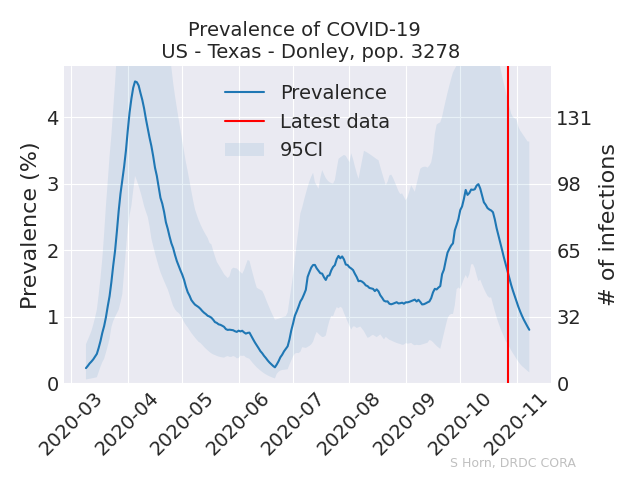 Prevalence of COVID-19
US - Texas - Donley, pop. 3278
Prevalence
Latest data
95CI
Prevalence (%)
4
3
2
1
0
# of infections
131
98
65
32
0
2020-03
2020-04
2020-05
2020-06
2020-07
2020-08
2020-09
2020-10
2020-11
S Horn, DRDC CORA